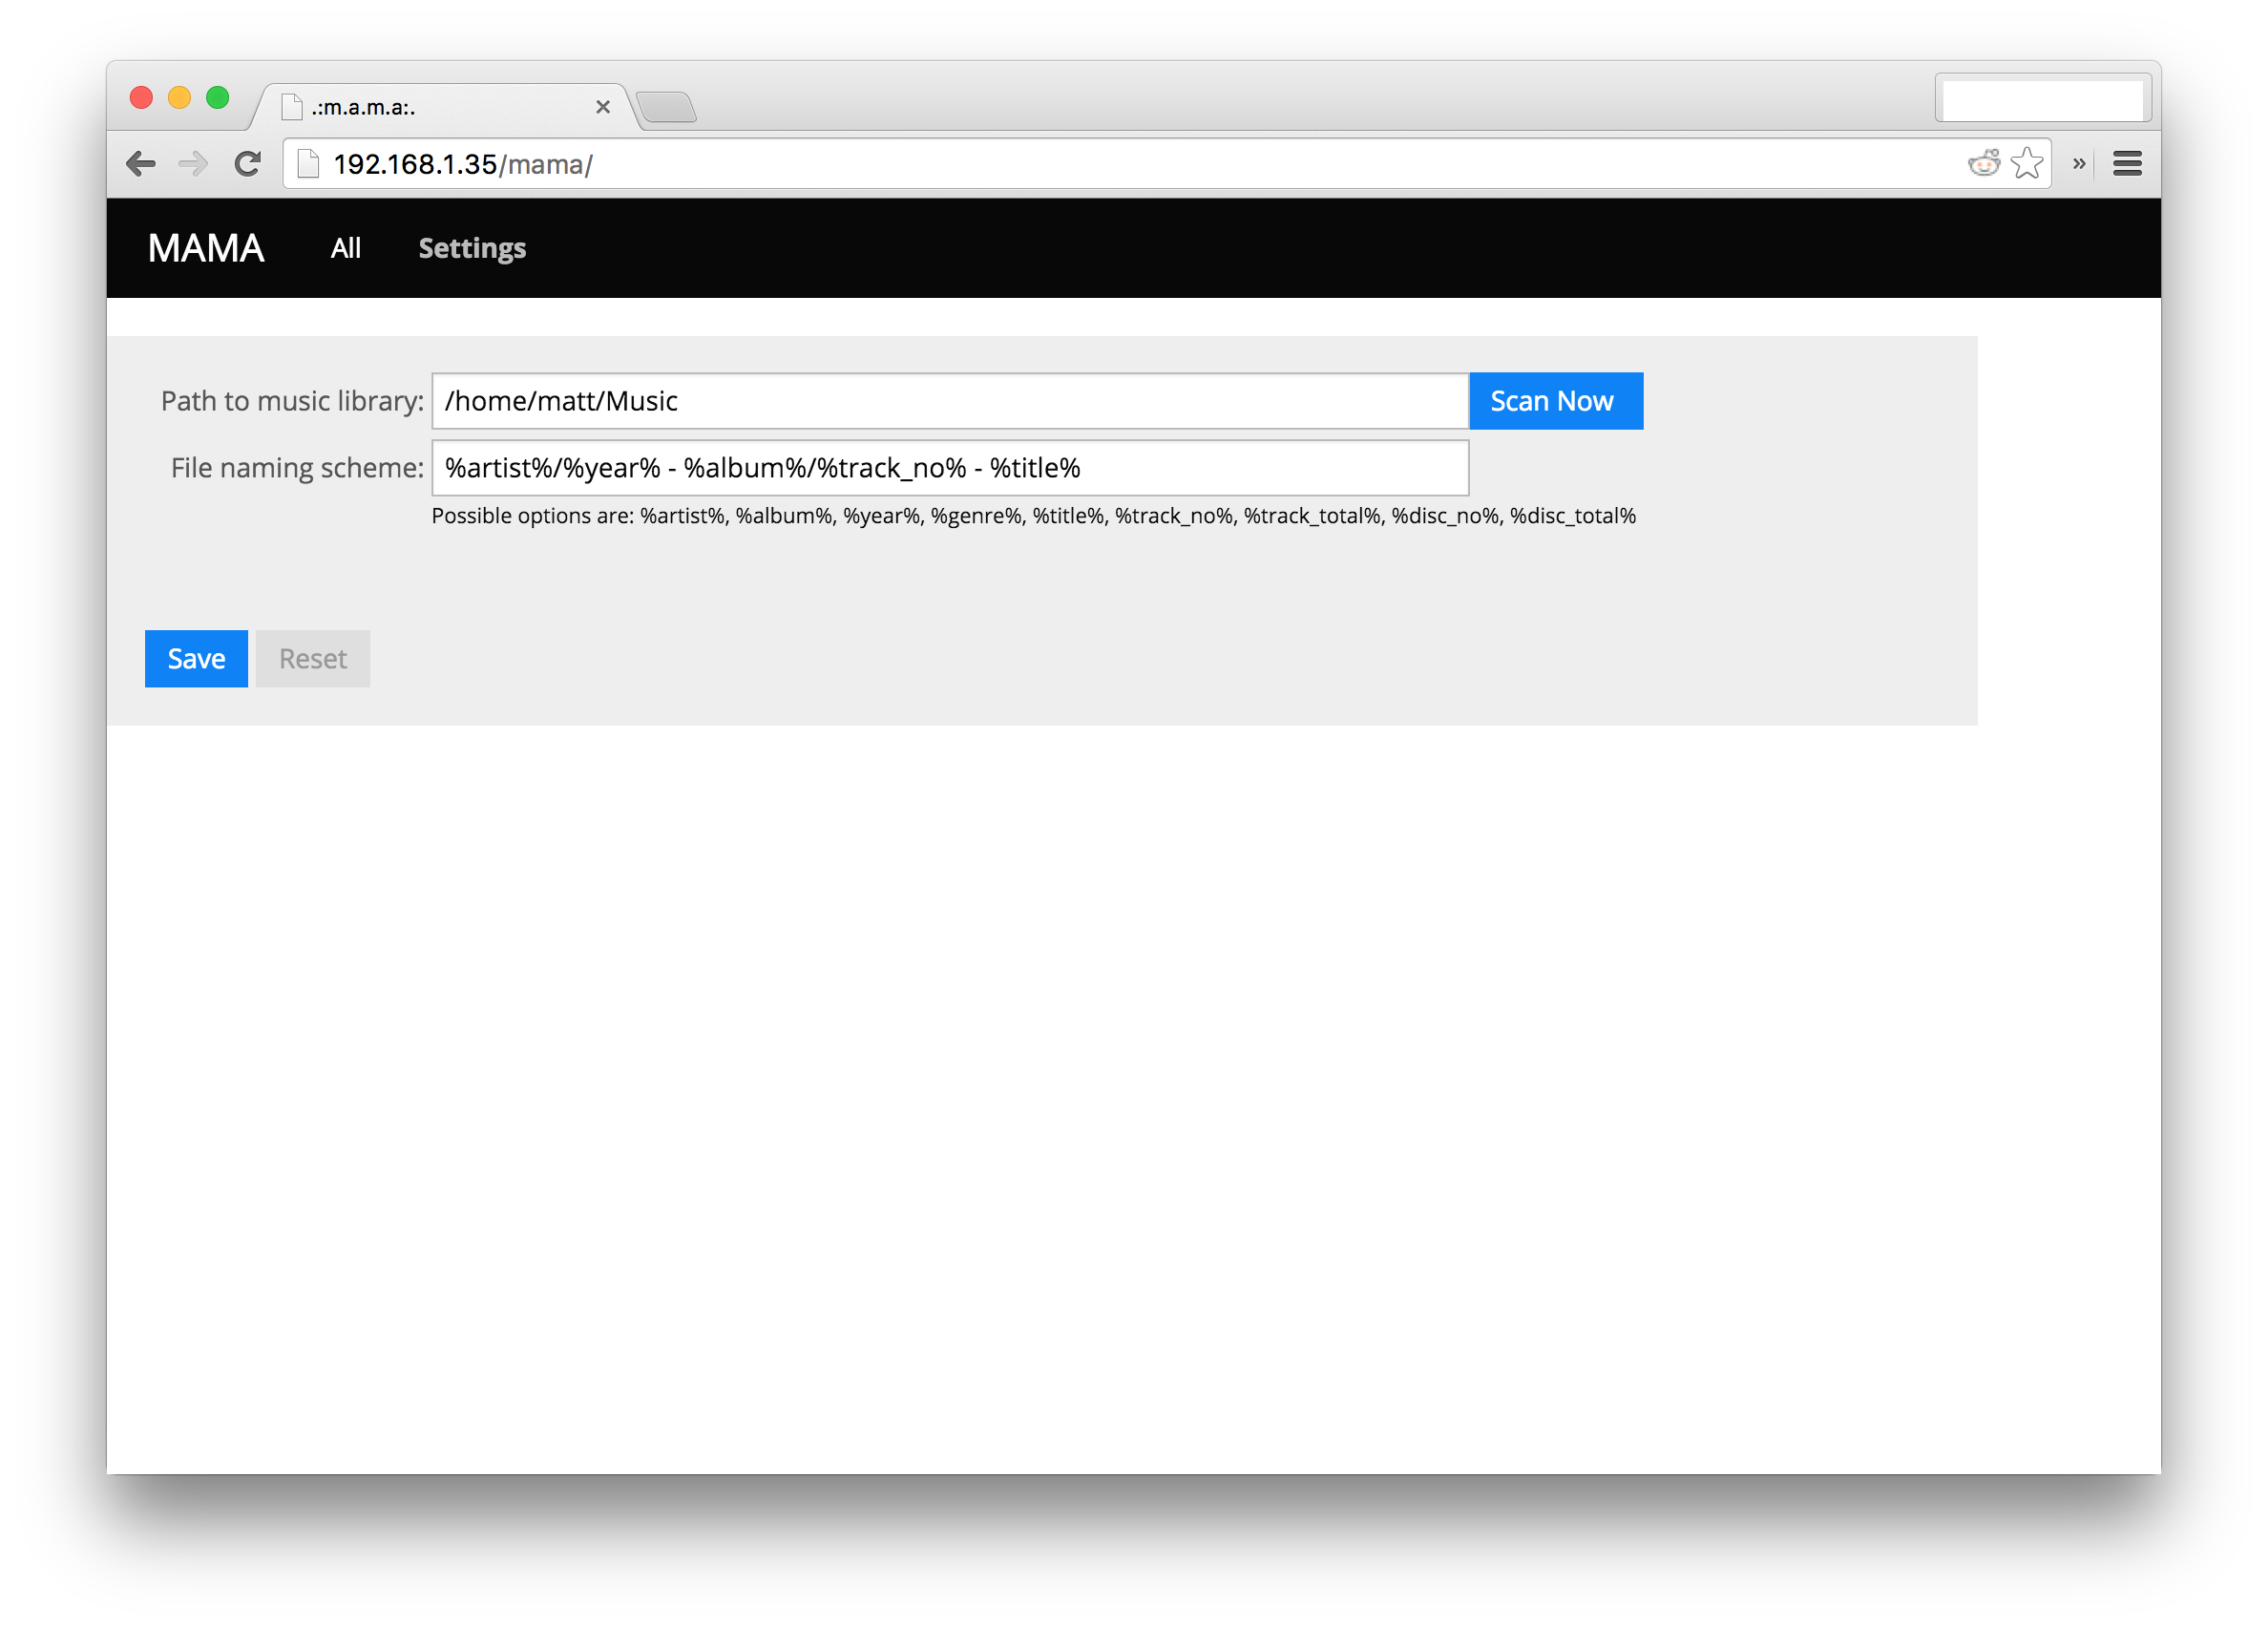 .:m.a.m.a:.
192.168.1.35/mama/
MAMA All Settings
Path to music library: /home/matt/Music Scan Now
File naming scheme: %artist%/%year% - %album%/%track_no% - %title%
Possible options are: %artist%, %album%, %year%, %genre%, %title%, %track_no%, %track_total%, %disc_no%, %disc_total%
Save Reset